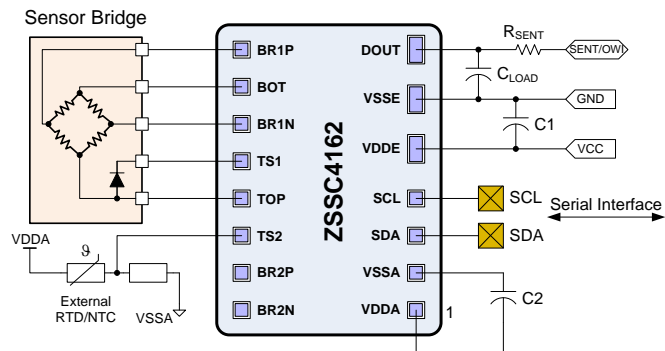 Sensor Bridge
BR1P
BOT
BR1N
TS1
TOP
TS2
BR2P
BR2N
ZSSC4162
DOUT
VSSE
VDDE
SCL
SDA
VSSA
VDDA
1
RSENT
SENT/OWI
CLOAD
GND
C1
VCC
SCL
SDA
Serial Interface
C2
VDDA
ϑ
External
RTD/NTC
VSSA